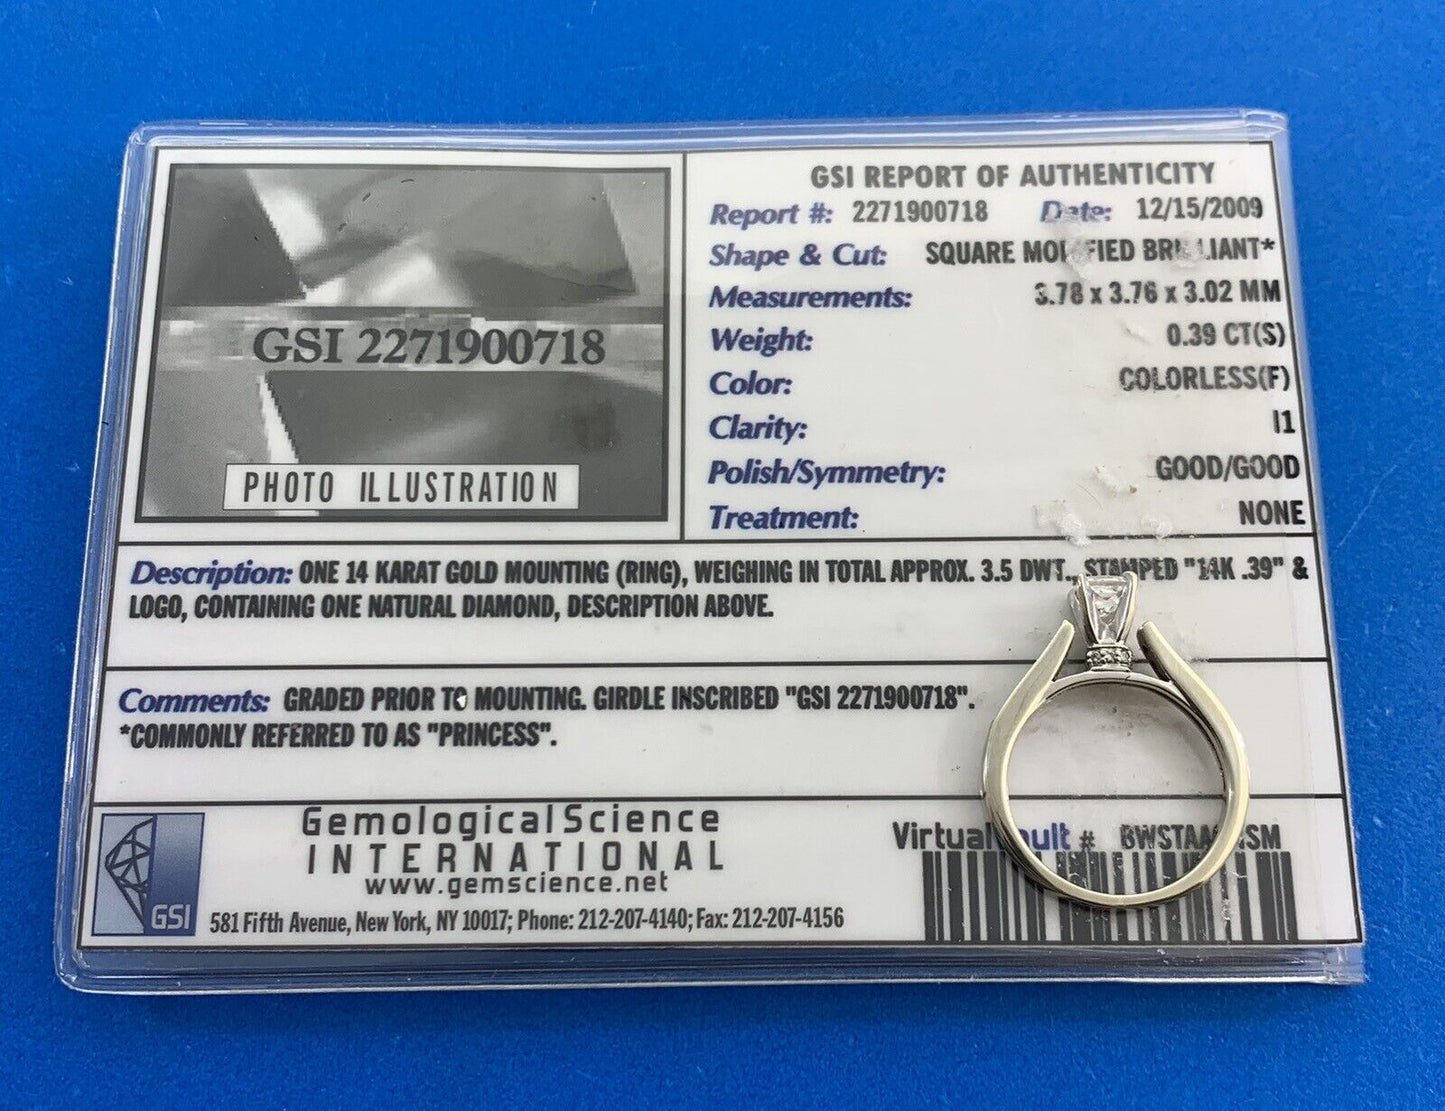 GSI 2271900718
PHOTO ILLUSTRATION
GSI REPORT OF AUTHENTICITY
Report #: 2271900718 Date: 12/15/2009
Shape & Cut: SQUARE MODIFIED BRILLIANT*
Measurements: 3.78 x 3.76 x 3.02 MM
Weight: 0.39 CT(S)
Color: COLORLESS(F)
Clarity: I1
Polish/Symmetry: GOOD/GOOD
Treatment: NONE
Description: ONE 14 KARAT GOLD MOUNTING (RING), WEIGHING IN TOTAL APPROX. 3.5 DWT., STAMPED "14K .39" &
LOGO, CONTAINING ONE NATURAL DIAMOND, DESCRIPTION ABOVE.
Comments: GRADED PRIOR TO MOUNTING. GIRDLE INSCRIBED "GSI 2271900718".
*COMMONLY REFERRED TO AS "PRINCESS".
GSI
Gemological Science
INTERNATIONAL
www.gemscience.net
581 Fifth Avenue, New York, NY 10017; Phone: 212-207-4140; Fax: 212-207-4156
VirtualVault #